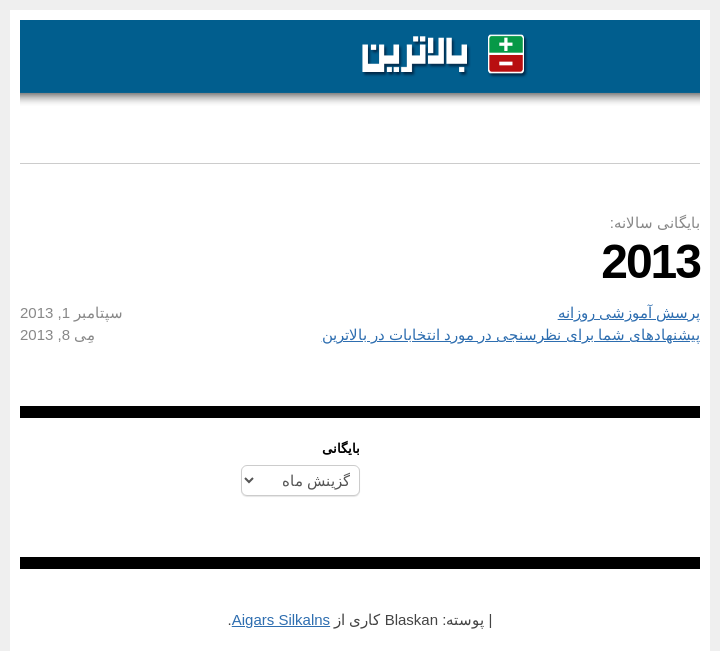 بالاترین
بایگانی سالانه:
2013
پرسش آموزشی روزانه سپتامبر 1, 2013
پیشنهادهای شما برای نظرسنجی در مورد انتخابات در بالاترین مِی 8, 2013
بایگانی
گزینش ماه
| پوسته: Blaskan کاری از Aigars Silkalns.